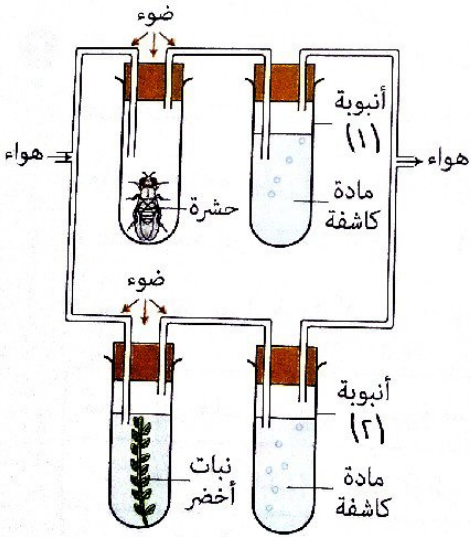 ضوء
أنبوبة
(١)
هواء
هواء
مادة
كاشفة
حشرة
ضوء
أنبوبة
(٢)
نبات
أخضر
مادة
كاشفة